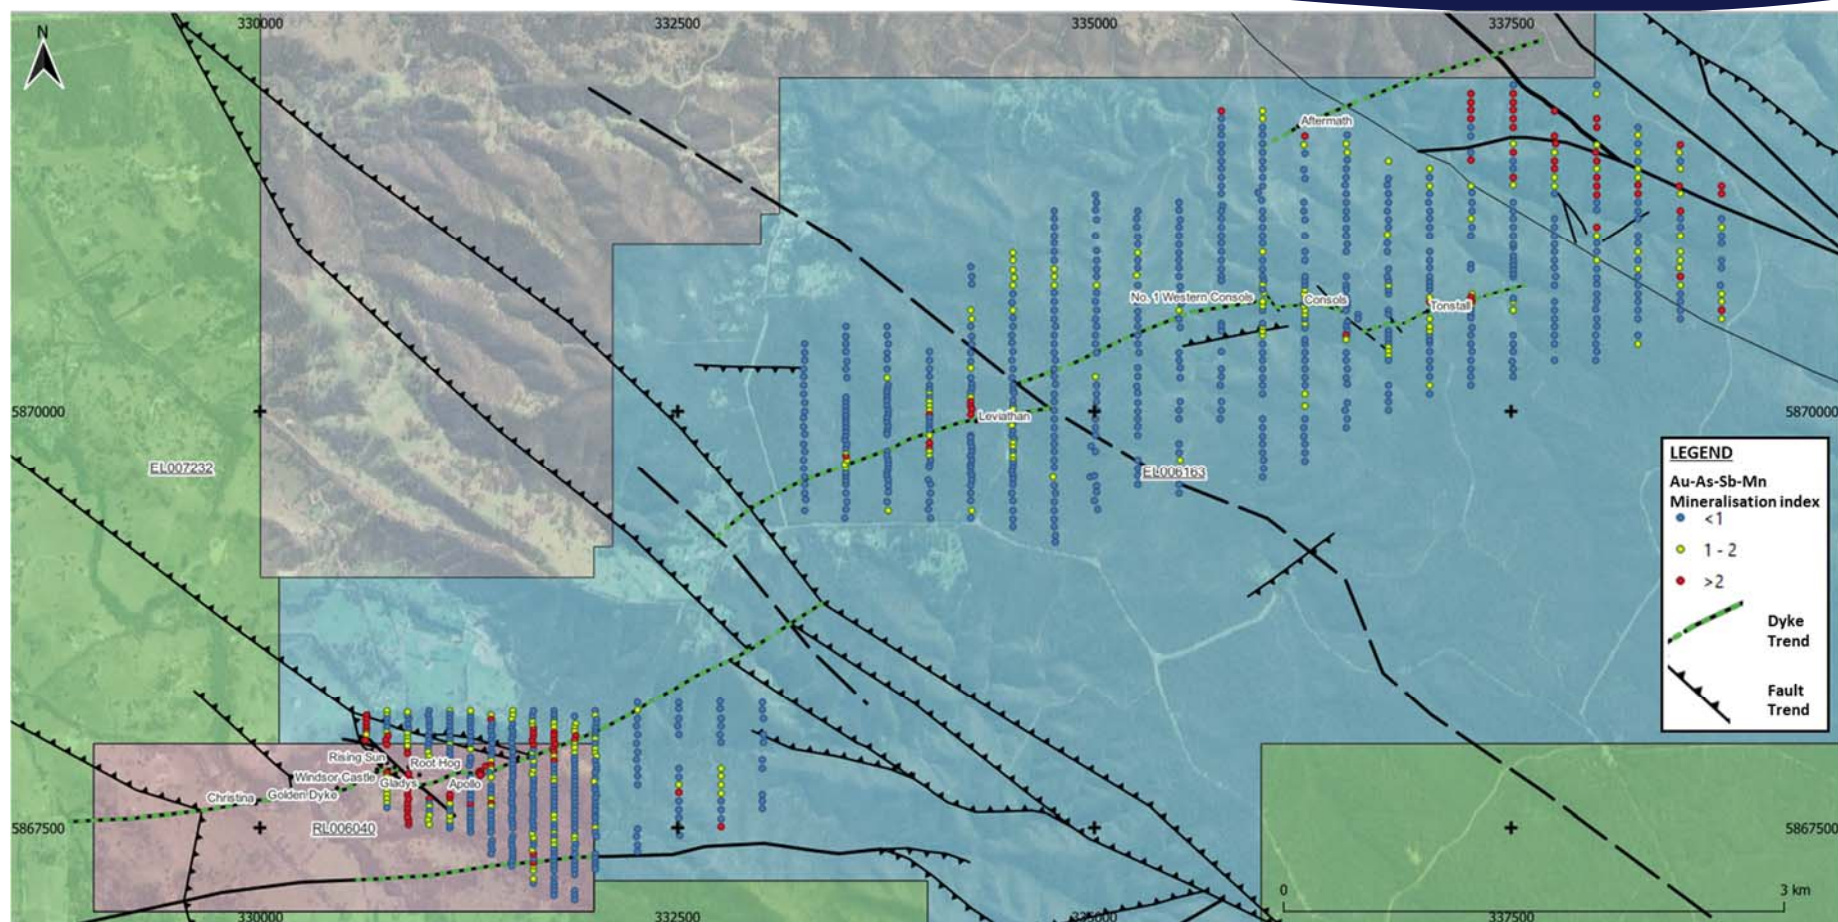 330000 332500 335000 337500
N
Aftermath
No. 1 Western Consols Consols Tonstall
5870000 Leviathan 5870000
EL007232 EL006163
LEGEND
Au-As-Sb-Mn
Mineralisation index
<1
1 - 2
>2
Dyke
Trend
Fault
Trend
Rising Sun Root Hog
Windsor Castle Gladys Apollo
Christina Golden Dyke
5867500 RL006040 5867500
0 3 km
330000 332500 335000 337500